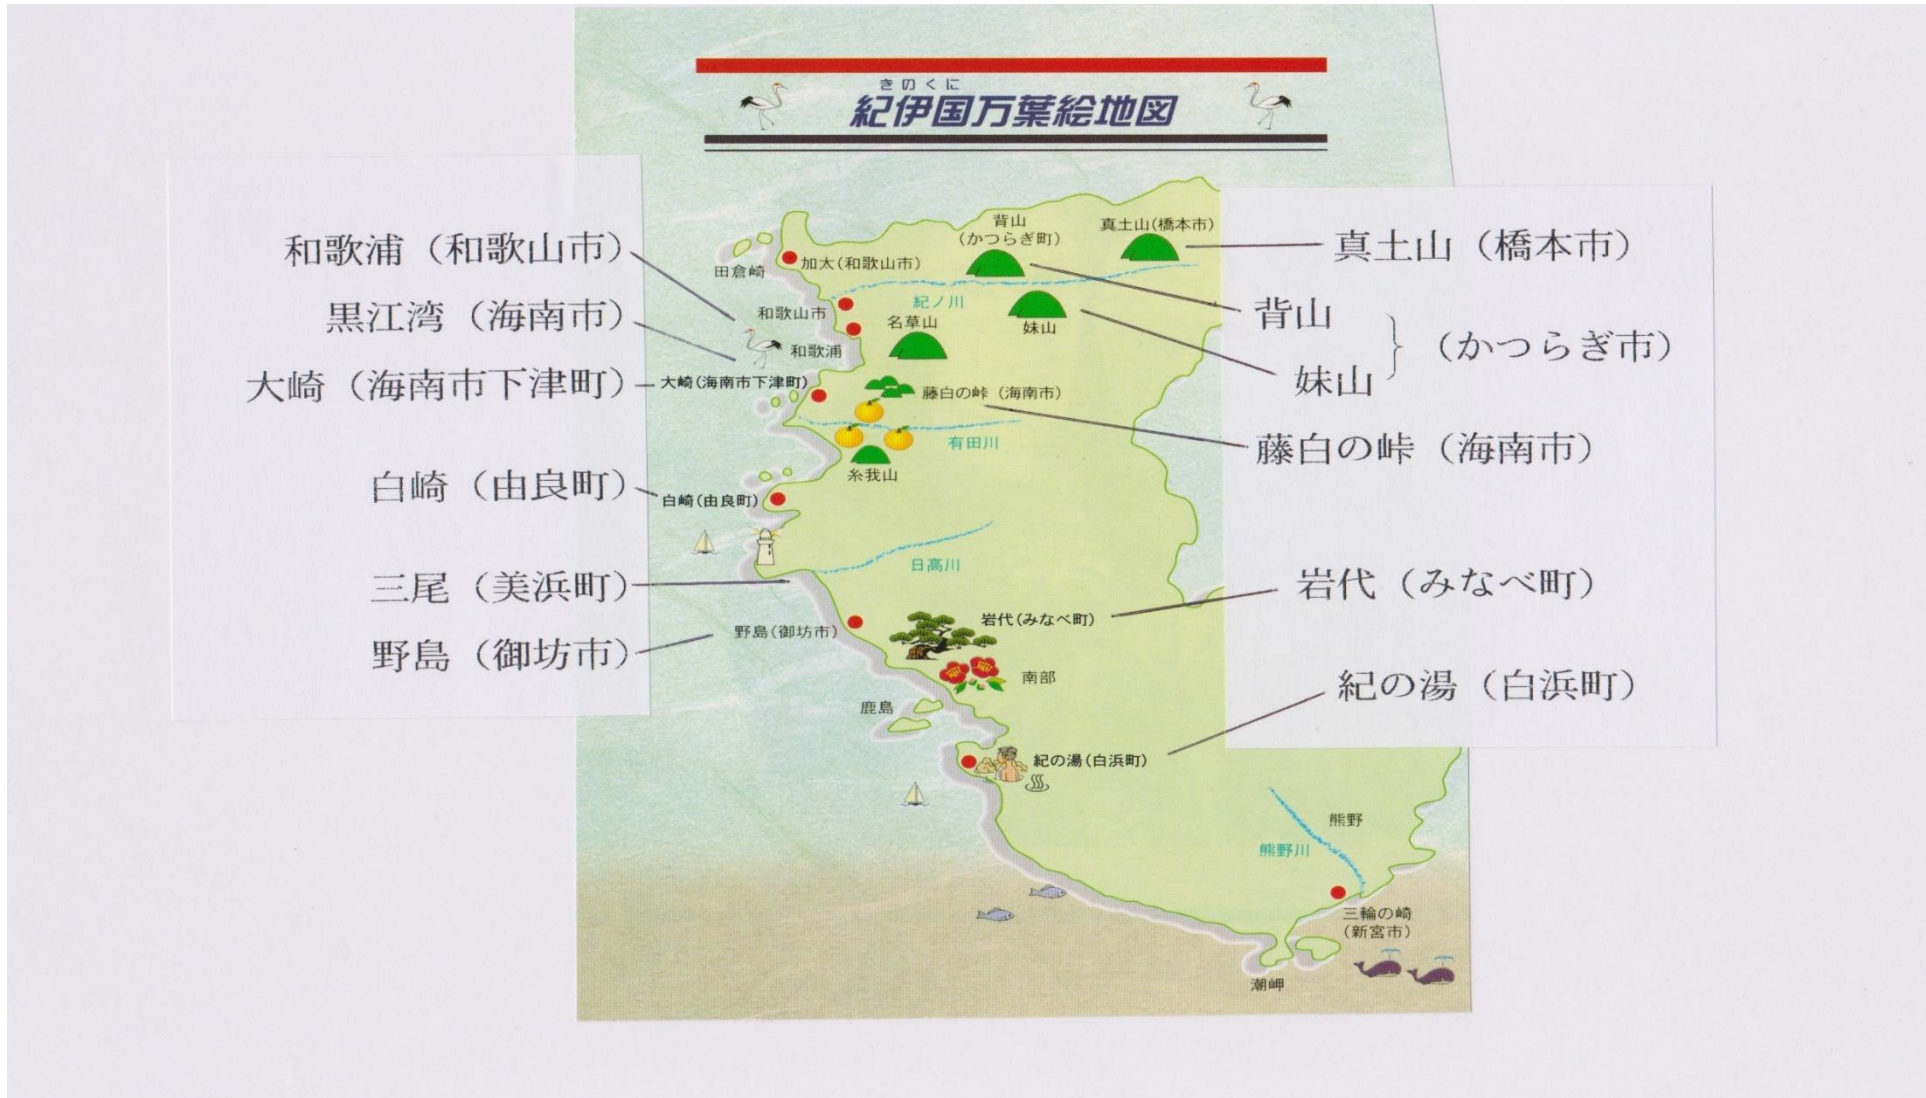 きのくに
紀伊国万葉絵地図
和歌浦（和歌山市）
黒江湾（海南市）
大崎（海南市下津町）
白崎（由良町）
三尾（美浜町）
野島（御坊市）
背山
（かつらぎ町）
真土山（橋本市）
田倉崎
加太（和歌山市）
紀ノ川
和歌山市
名草山
妹山
和歌浦
大崎（海南市下津町）
藤白の峠（海南市）
有田川
糸我山
白崎（由良町）
日高川
野島（御坊市）
岩代（みなべ町）
南部
鹿島
紀の湯（白浜町）
熊野
熊野川
三輪の崎
（新宮市）
潮岬
真土山（橋本市）
背山
（かつらぎ市）
妹山
藤白の峠（海南市）
岩代（みなべ町）
紀の湯（白浜町）